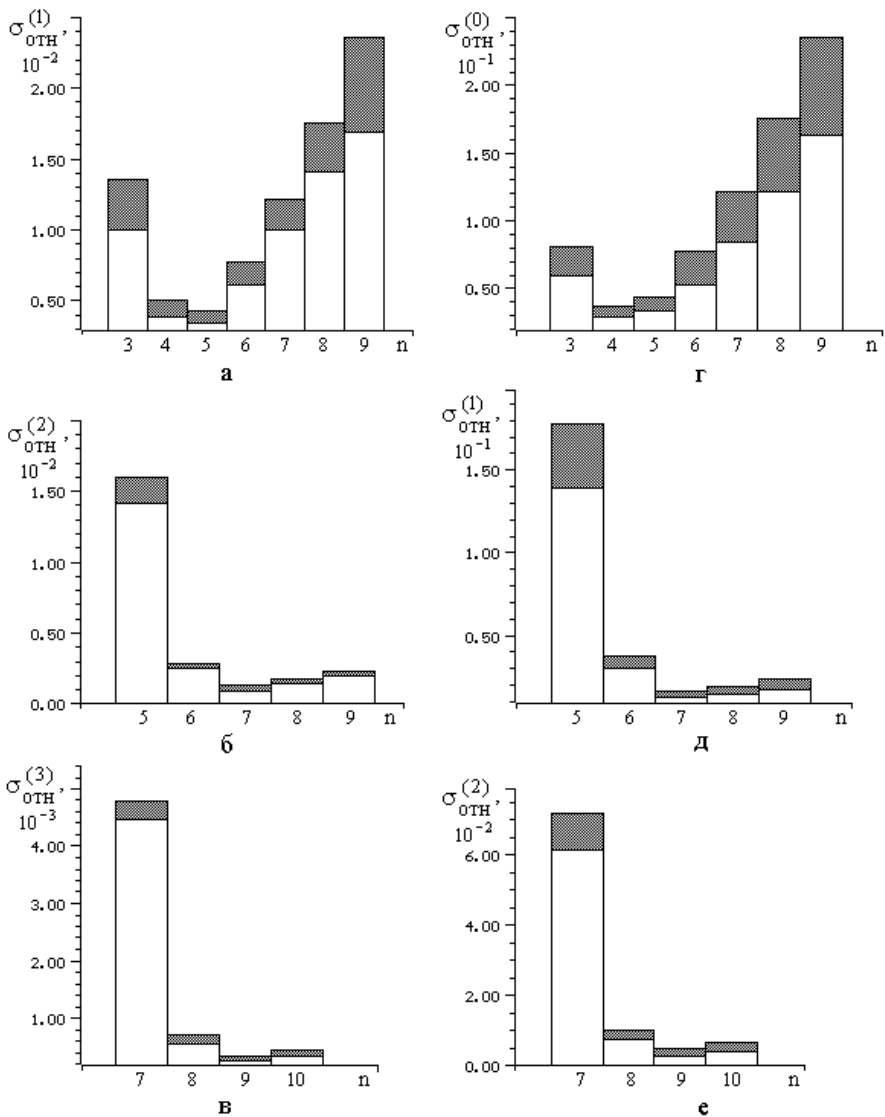 σ(1)отн, 10−2
2.00
1.50
1.00
0.50
3 4 5 6 7 8 9 n
а
σ(0)отн, 10−1
2.00
1.50
1.00
0.50
3 4 5 6 7 8 9 n
г
σ(2)отн, 10−2
1.50
1.00
0.50
0.00
5 6 7 8 9 n
б
σ(1)отн, 10−1
1.50
1.00
0.50
5 6 7 8 9 n
д
σ(3)отн, 10−3
4.00
3.00
2.00
1.00
7 8 9 10 n
в
σ(2)отн, 10−2
6.00
4.00
2.00
0.00
7 8 9 10 n
е